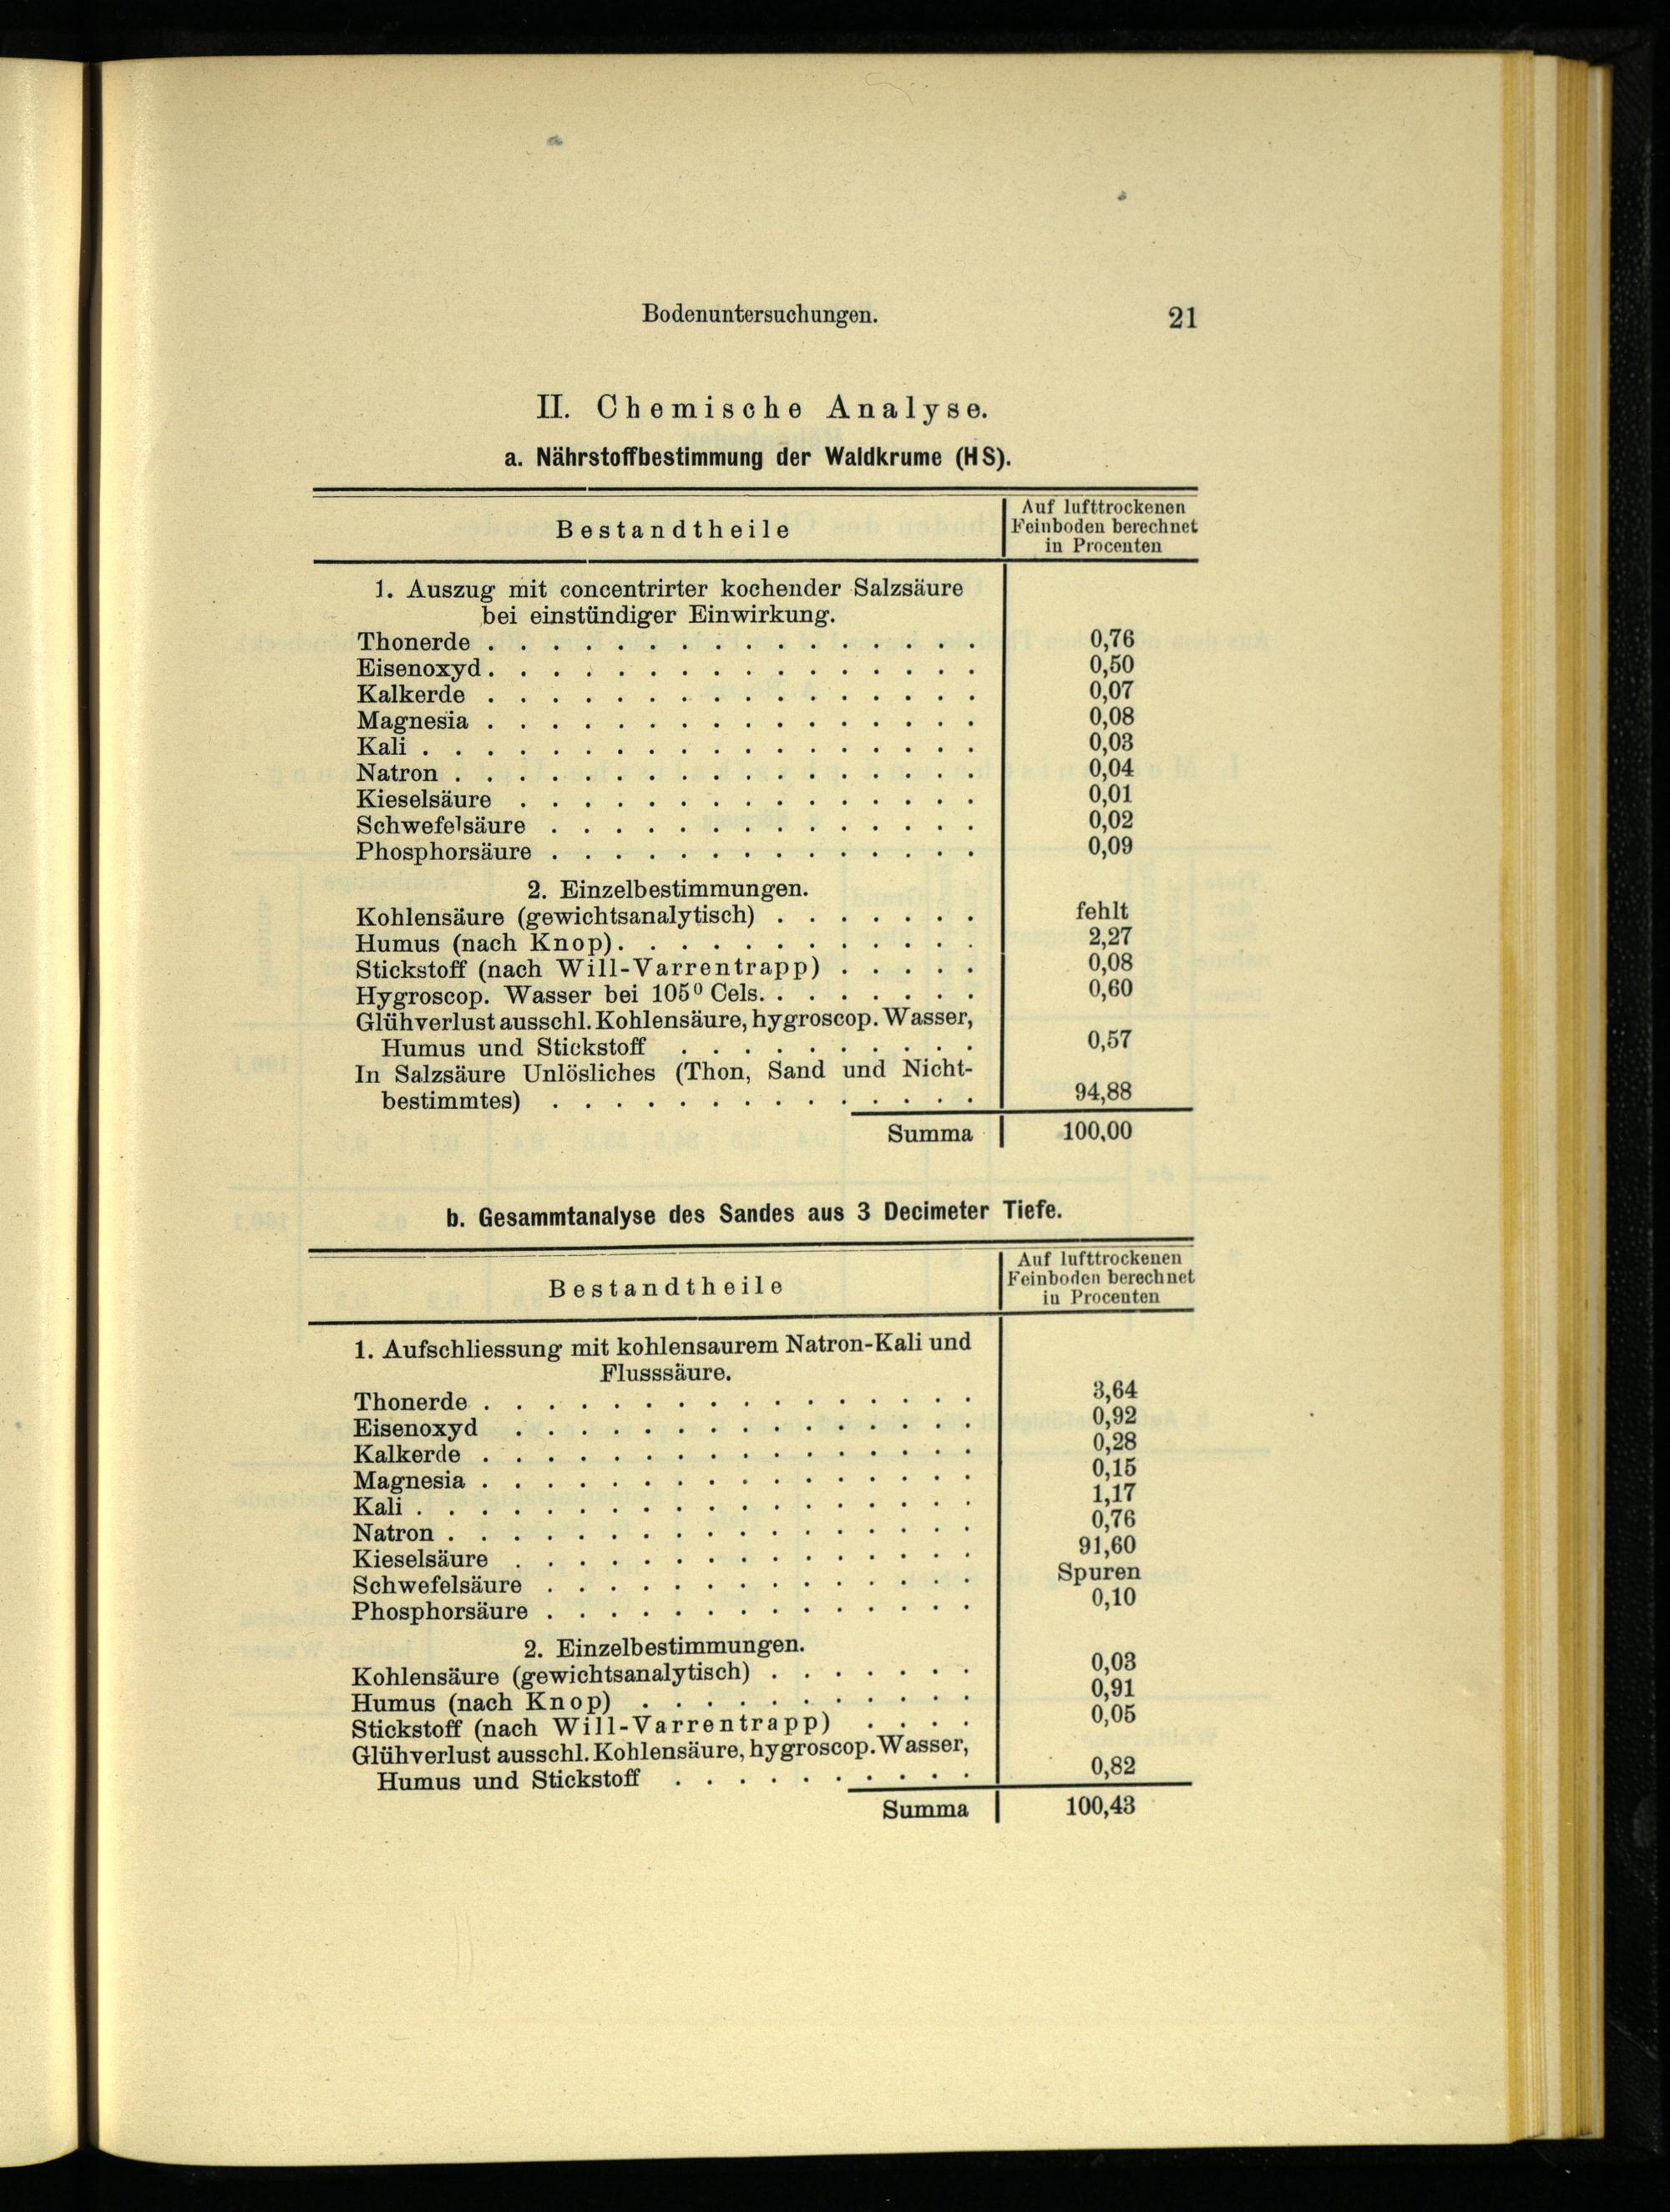 Bodenuntersuchungen. 21
II. Chemische Analyse.
a. Nährstoffbestimmung der Waldkrume (HS).
Bestandtheile
Auf lufttrockenen
Feinboden berechnet
in Procenten
1. Auszug mit concentrirter kochender Salzsäure
bei einstündiger Einwirkung.
Thonerde . . . . . . . . . . . . . . . . 0,76
Eisenoxyd . . . . . . . . . . . . . . . . 0,50
Kalkerde . . . . . . . . . . . . . . . . 0,07
Magnesia . . . . . . . . . . . . . . . . 0,08
Kali . . . . . . . . . . . . . . . . . . 0,03
Natron . . . . . . . . . . . . . . . . . 0,04
Kieselsäure . . . . . . . . . . . . . . . 0,01
Schwefelsäure . . . . . . . . . . . . . . 0,02
Phosphorsäure . . . . . . . . . . . . . . 0,09
2. Einzelbestimmungen.
Kohlensäure (gewichtsanalytisch) . . . . . . . fehlt
Humus (nach Knop) . . . . . . . . . . . . 2,27
Stickstoff (nach Will-Varrentrapp) . . . . . 0,08
Hygroscop. Wasser bei 105⁰ Cels. . . . . . . . 0,60
Glühverlust ausschl. Kohlensäure, hygroscop. Wasser,
Humus und Stickstoff . . . . . . . . . . 0,57
In Salzsäure Unlösliches (Thon, Sand und Nicht-
bestimmtes) . . . . . . . . . . . . . . 94,88
Summa 100,00
b. Gesammtanalyse des Sandes aus 3 Decimeter Tiefe.
Bestandtheile
Auf lufttrockenen
Feinboden berechnet
in Procenten
1. Aufschliessung mit kohlensaurem Natron-Kali und
Flusssäure.
Thonerde . . . . . . . . . . . . . . . . 3,64
Eisenoxyd . . . . . . . . . . . . . . . 0,92
Kalkerde . . . . . . . . . . . . . . . . 0,28
Magnesia . . . . . . . . . . . . . . . . 0,15
Kali . . . . . . . . . . . . . . . . . . 1,17
Natron . . . . . . . . . . . . . . . . . 0,76
Kieselsäure . . . . . . . . . . . . . . . 91,60
Schwefelsäure . . . . . . . . . . . . . . Spuren
Phosphorsäure . . . . . . . . . . . . . . 0,10
2. Einzelbestimmungen.
Kohlensäure (gewichtsanalytisch) . . . . . . . 0,03
Humus (nach Knop) . . . . . . . . . . . 0,91
Stickstoff (nach Will-Varrentrapp) . . . . 0,05
Glühverlust ausschl. Kohlensäure, hygroscop. Wasser,
Humus und Stickstoff . . . . . . . . . . 0,82
Summa 100,43